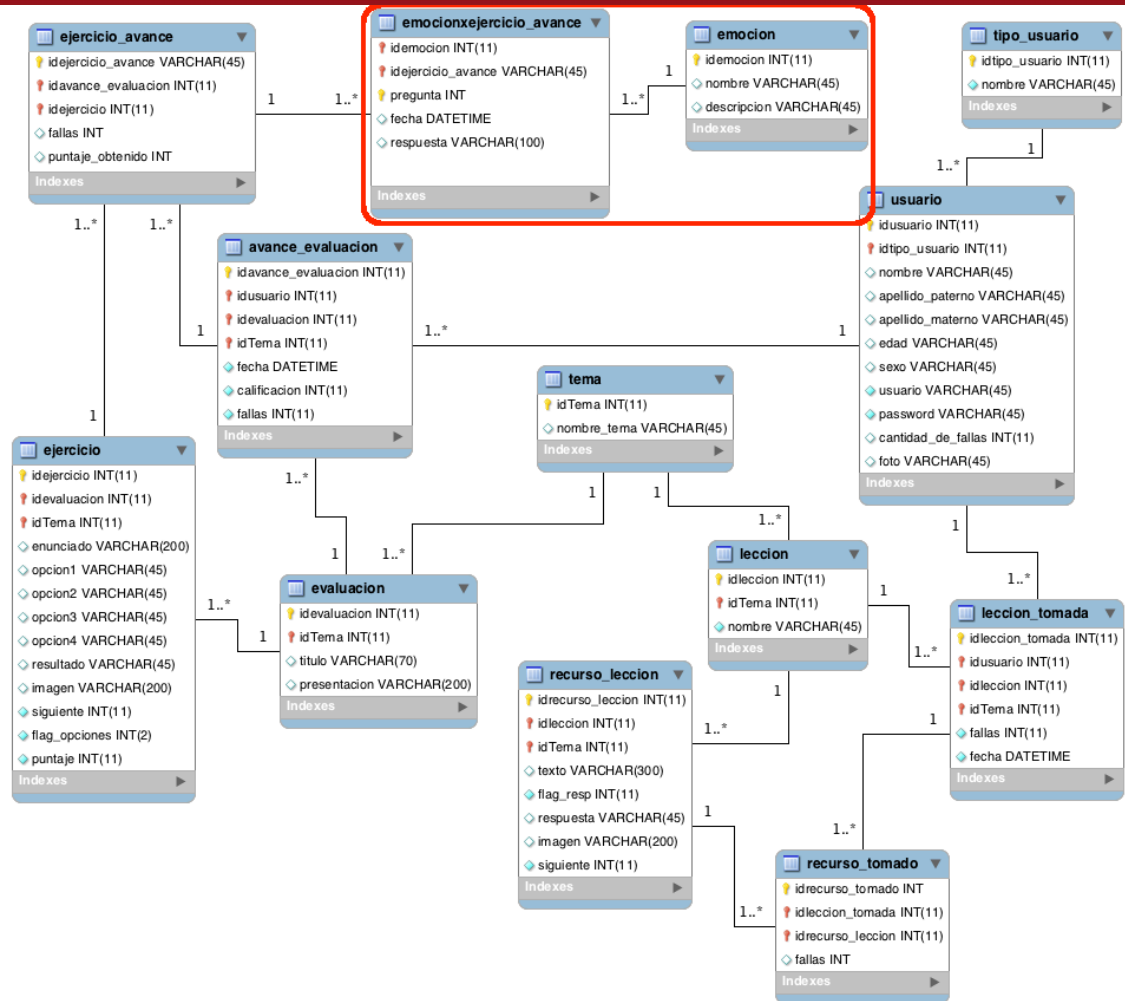 ejercicio_avance
idejercicio_avance VARCHAR(45)
idavance_evaluacion INT(11)
idejercicio INT(11)
fallas INT
puntaje_obtenido INT
Indexes
1
1..*
emocionxejercicio_avance
idemocion INT(11)
idejercicio_avance VARCHAR(45)
pregunta INT
fecha DATETIME
respuesta VARCHAR(100)
Indexes
1..*
1
emocion
idemocion INT(11)
nombre VARCHAR(45)
descripcion VARCHAR(45)
Indexes
tipo_usuario
idtipo_usuario INT(11)
nombre VARCHAR(45)
Indexes
1
1..*
usuario
idusuario INT(11)
idtipo_usuario INT(11)
nombre VARCHAR(45)
apellido_paterno VARCHAR(45)
apellido_materno VARCHAR(45)
edad VARCHAR(45)
sexo VARCHAR(45)
usuario VARCHAR(45)
password VARCHAR(45)
cantidad_de_fallas INT(11)
foto VARCHAR(45)
Indexes
1..*
1..*
avance_evaluacion
idavance_evaluacion INT(11)
idusuario INT(11)
idevaluacion INT(11)
idTema INT(11)
fecha DATETIME
calificacion INT(11)
fallas INT(11)
Indexes
1
1..*
1
1
tema
idTema INT(11)
nombre_tema VARCHAR(45)
Indexes
ejercicio
idejercicio INT(11)
idevaluacion INT(11)
idTema INT(11)
enunciado VARCHAR(200)
opcion1 VARCHAR(45)
opcion2 VARCHAR(45)
opcion3 VARCHAR(45)
opcion4 VARCHAR(45)
resultado VARCHAR(45)
imagen VARCHAR(200)
siguiente INT(11)
flag_opciones INT(2)
puntaje INT(11)
Indexes
1..*
1
1
1..*
1
1..*
1
1..*
evaluacion
idevaluacion INT(11)
idTema INT(11)
titulo VARCHAR(70)
presentacion VARCHAR(200)
Indexes
1..*
1
leccion
idleccion INT(11)
idTema INT(11)
nombre VARCHAR(45)
Indexes
1
1..*
leccion_tomada
idleccion_tomada INT(11)
idusuario INT(11)
idleccion INT(11)
idTema INT(11)
fallas INT(11)
fecha DATETIME
Indexes
recurso_leccion
idrecurso_leccion INT(11)
idleccion INT(11)
idTema INT(11)
texto VARCHAR(300)
flag_resp INT(11)
respuesta VARCHAR(45)
imagen VARCHAR(200)
siguiente INT(11)
Indexes
1
1..*
1
1..*
1
1..*
recurso_tomado
idrecurso_tomado INT
idleccion_tomada INT(11)
idrecurso_leccion INT(11)
fallas INT
Indexes